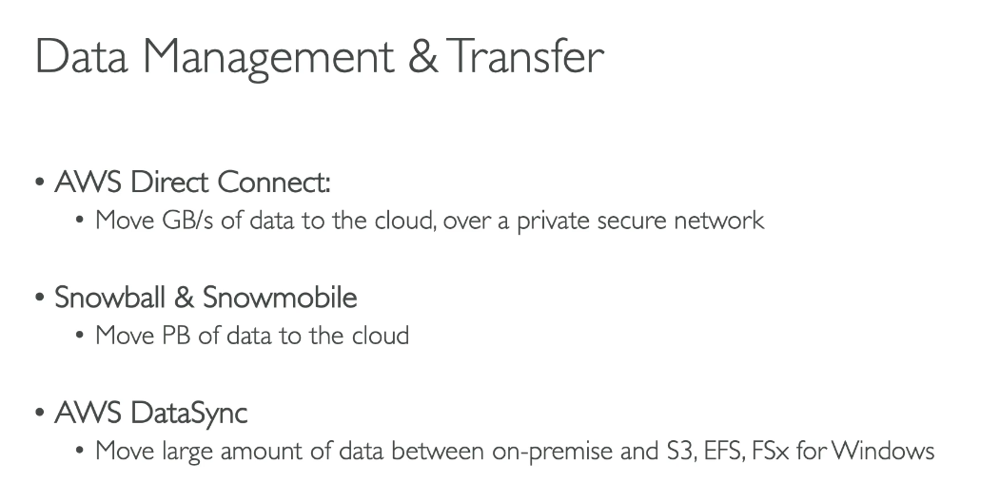 Data Management & Transfer
• AWS Direct Connect:
• Move GB/s of data to the cloud, over a private secure network
• Snowball & Snowmobile
• Move PB of data to the cloud
• AWS DataSync
• Move large amount of data between on-premise and S3, EFS, FSx for Windows